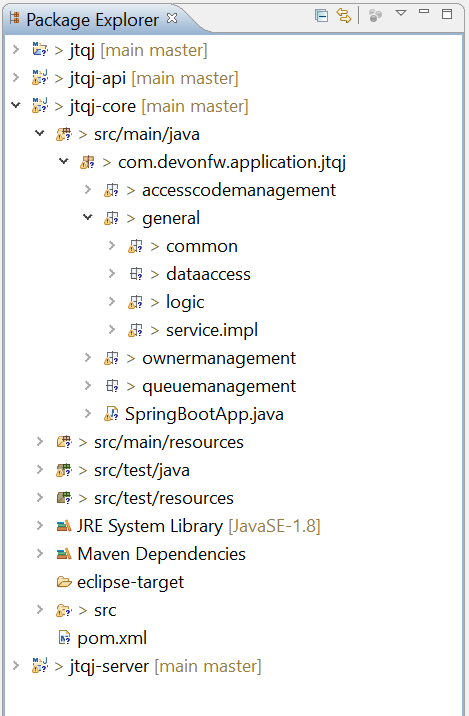 Package Explorer
> jtqj [main master]
> jtqj-api [main master]
> jtqj-core [main master]
> src/main/java
> com.devonfw.application.jtqj
> accesscodemanagement
> general
> common
> dataaccess
> logic
> service.impl
> ownermanagement
> queuemanagement
> SpringBootApp.java
> src/main/resources
> src/test/java
> src/test/resources
JRE System Library [JavaSE-1.8]
Maven Dependencies
eclipse-target
> src
pom.xml
> jtqj-server [main master]